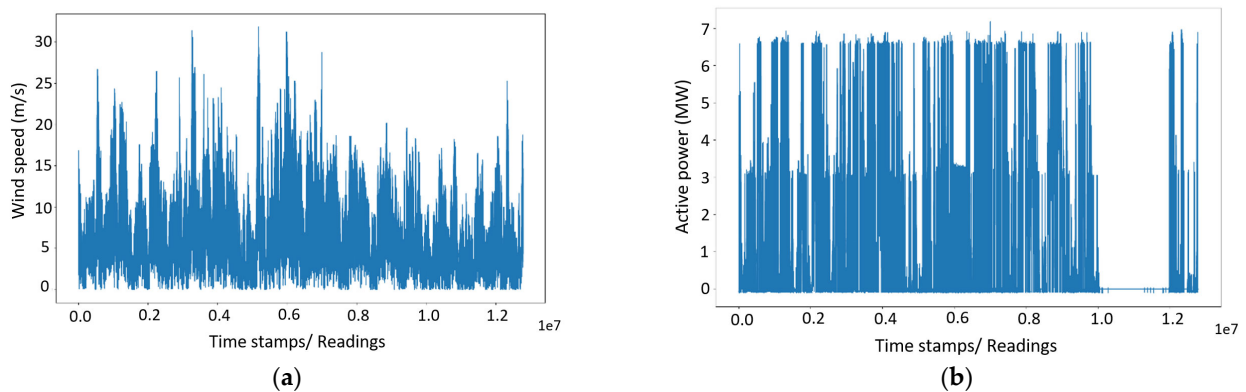 30
25
20
15
10
5
0
Wind speed (m/s)
0.0 0.2 0.4 0.6 0.8 1.0 1.2
1e7
Time stamps/ Readings
(a)
7
6
5
4
3
2
1
0
Active power (MW)
0.0 0.2 0.4 0.6 0.8 1.0 1.2
1e7
Time stamps/ Readings
(b)